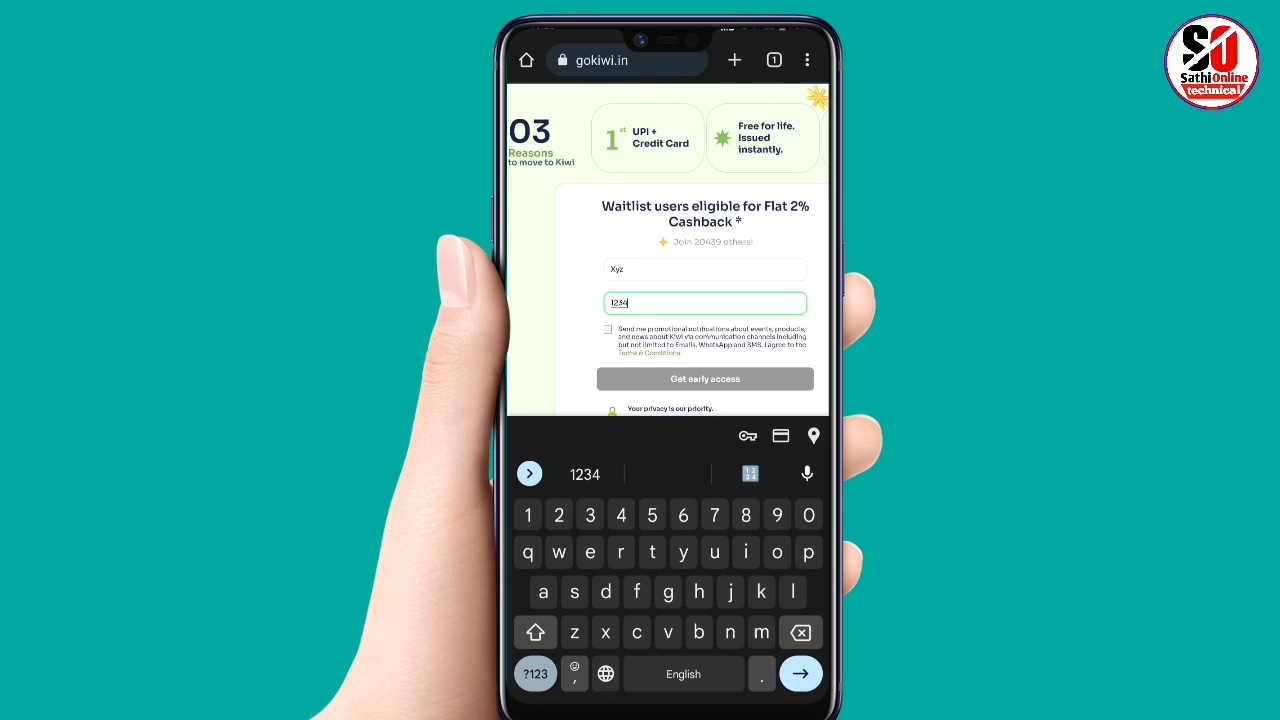 SO
SathiOnline
technical
gokiwi.in
1
03
Reasons
to move to Kiwi
1st
UPI +
Credit Card
Free for life.
Issued
instantly.
Waitlist users eligible for Flat 2%
Cashback *
Join 20439 others!
Xyz
1234
Send me promotional notifications about events, products,
and news about Kiwi via communication channels including
but not limited to Emails, WhatsApp and SMS. I agree to the
Terms & Conditions.
Get early access
Your privacy is our priority.
1234
1 2 3 4 5 6 7 8 9 0
q w e r t y u i o p
a s d f g h j k l
z x c v b n m
?123 , English .